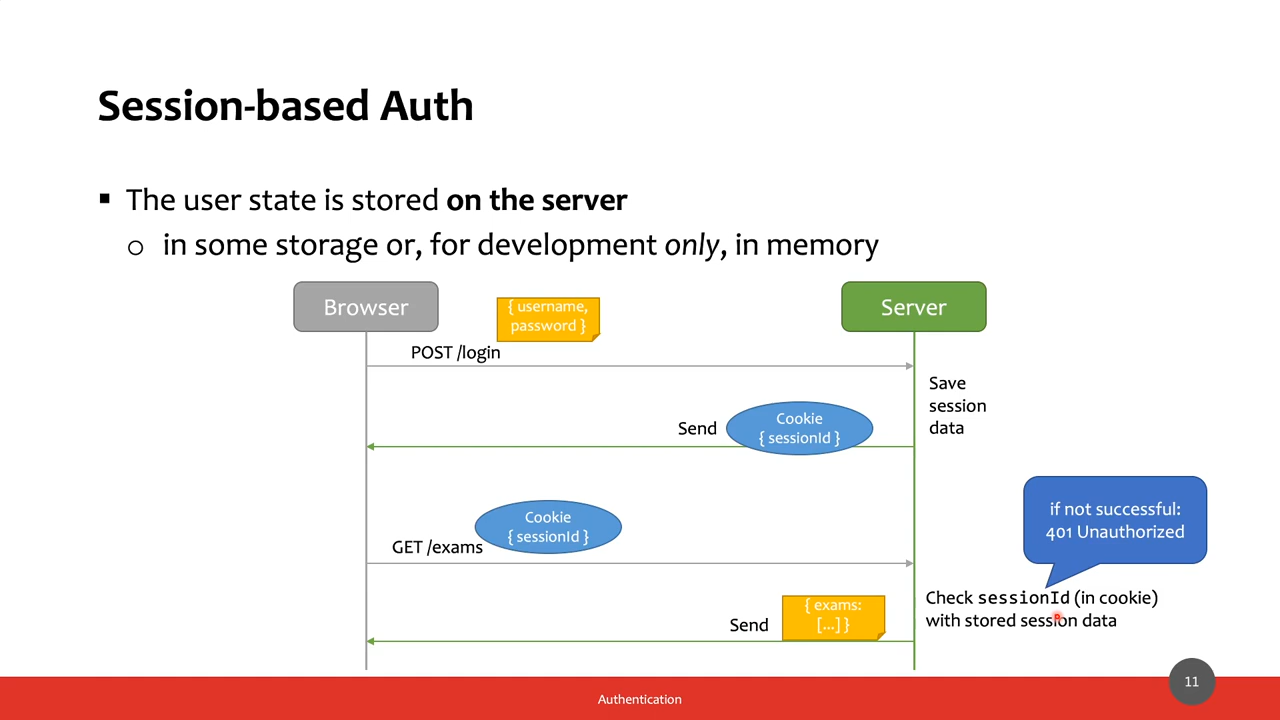 Session-based Auth
▪ The user state is stored on the server
o in some storage or, for development only, in memory
Browser
{ username,
password }
Server
POST /login
Save
session
data
Send
Cookie
{ sessionId }
if not successful:
401 Unauthorized
Cookie
{ sessionId }
GET /exams
Check sessionId (in cookie)
with stored session data
Send
{ exams:
[...] }
Authentication
11